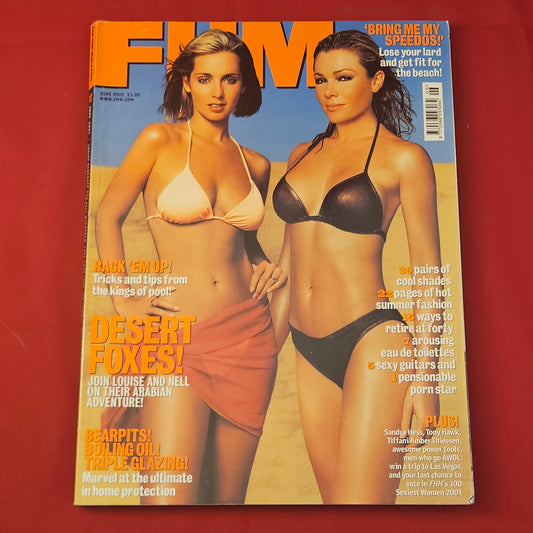 FHM
JUNE 2001 £3.20
WWW.FHM.COM
'BRING ME MY
SPEEDOS!'
Lose your lard
and get fit for
the beach!
RACK 'EM UP!
Tricks and tips from
the kings of pool!
DESERT
FOXES!
JOIN LOUISE AND NELL
ON THEIR ARABIAN
ADVENTURE!
BEARPITS!
BOILING OIL!
TRIPLE GLAZING!
Marvel at the ultimate
in home protection
pairs of
cool shades
pages of hot
summer fashion
ways to
retire at forty
7 arousing
eau de toilettes
sexy guitars and
1 pensionable
porn star
PLUS!
Sandra Hess, Tony Hawk,
Tiffani Amber Thiessen,
awesome power tools,
men who go AWOL,
win a trip to Las Vegas,
and your last chance to
vote in FHM's 100
Sexiest Women 2001